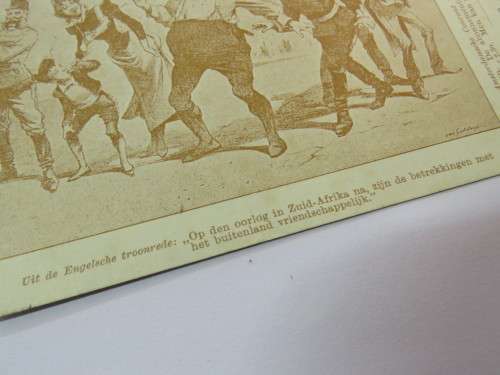 Uit de Engelsche troonrede: „Op den oorlog in Zuid-Afrika na, zijn de betrekkingen met
het buitenland vriendschappelijk.”